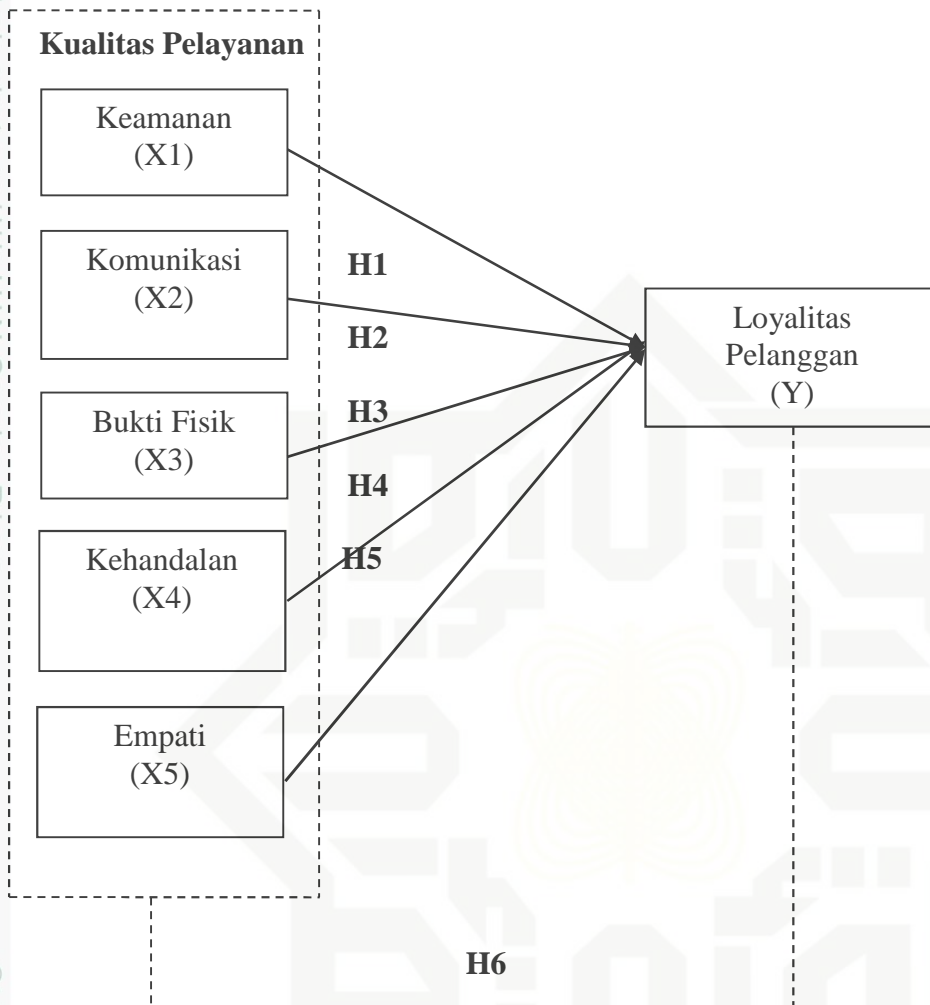 Kualitas Pelayanan
Keamanan
(X1)
Komunikasi
(X2)
Bukti Fisik
(X3)
Kehandalan
(X4)
Empati
(X5)
H1
H2
H3
H4
H5
Loyalitas
Pelanggan
(Y)
H6